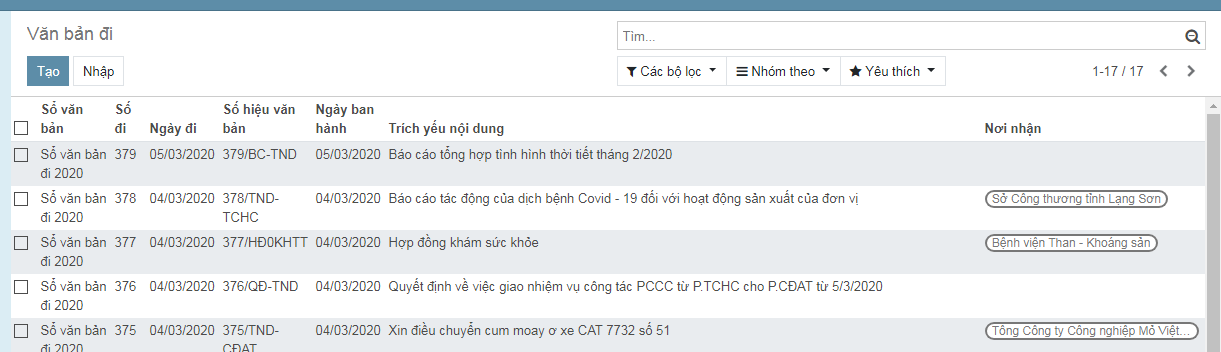 Văn bản đi
Tìm...
Tạo Nhập
Các bộ lọc Nhóm theo Yêu thích 1-17 / 17
Sổ văn bản Số đi Ngày đi Số hiệu văn bản Ngày ban hành Trích yếu nội dung Nơi nhận
Sổ văn bản đi 2020 379 05/03/2020 379/BC-TND 05/03/2020 Báo cáo tổng hợp tình hình thời tiết tháng 2/2020
Sổ văn bản đi 2020 378 04/03/2020 378/TND-TCHC 04/03/2020 Báo cáo tác động của dịch bệnh Covid - 19 đối với hoạt động sản xuất của đơn vị Sở Công thương tỉnh Lạng Sơn
Sổ văn bản đi 2020 377 04/03/2020 377/HĐ0KHTT 04/03/2020 Hợp đồng khám sức khỏe Bệnh viện Than - Khoáng sản
Sổ văn bản đi 2020 376 04/03/2020 376/QĐ-TND 04/03/2020 Quyết định về việc giao nhiệm vụ công tác PCCC từ P.TCHC cho P.CĐAT từ 5/3/2020
Sổ văn bản đi 2020 375 04/03/2020 375/TND-CĐAT 04/03/2020 Xin điều chuyển cum moay ơ xe CAT 7732 số 51 Tổng Công ty Công nghiệp Mỏ Việt...